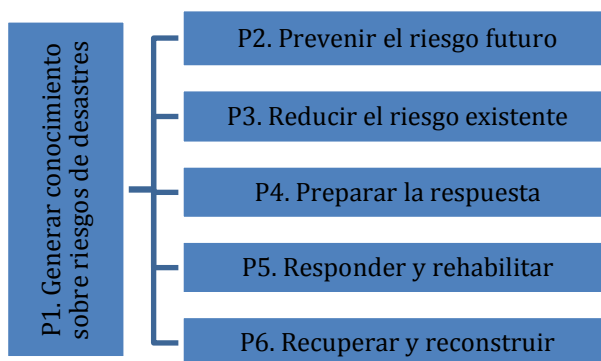 P1. Generar conocimiento
sobre riesgos de desastres
P2. Prevenir el riesgo futuro
P3. Reducir el riesgo existente
P4. Preparar la respuesta
P5. Responder y rehabilitar
P6. Recuperar y reconstruir